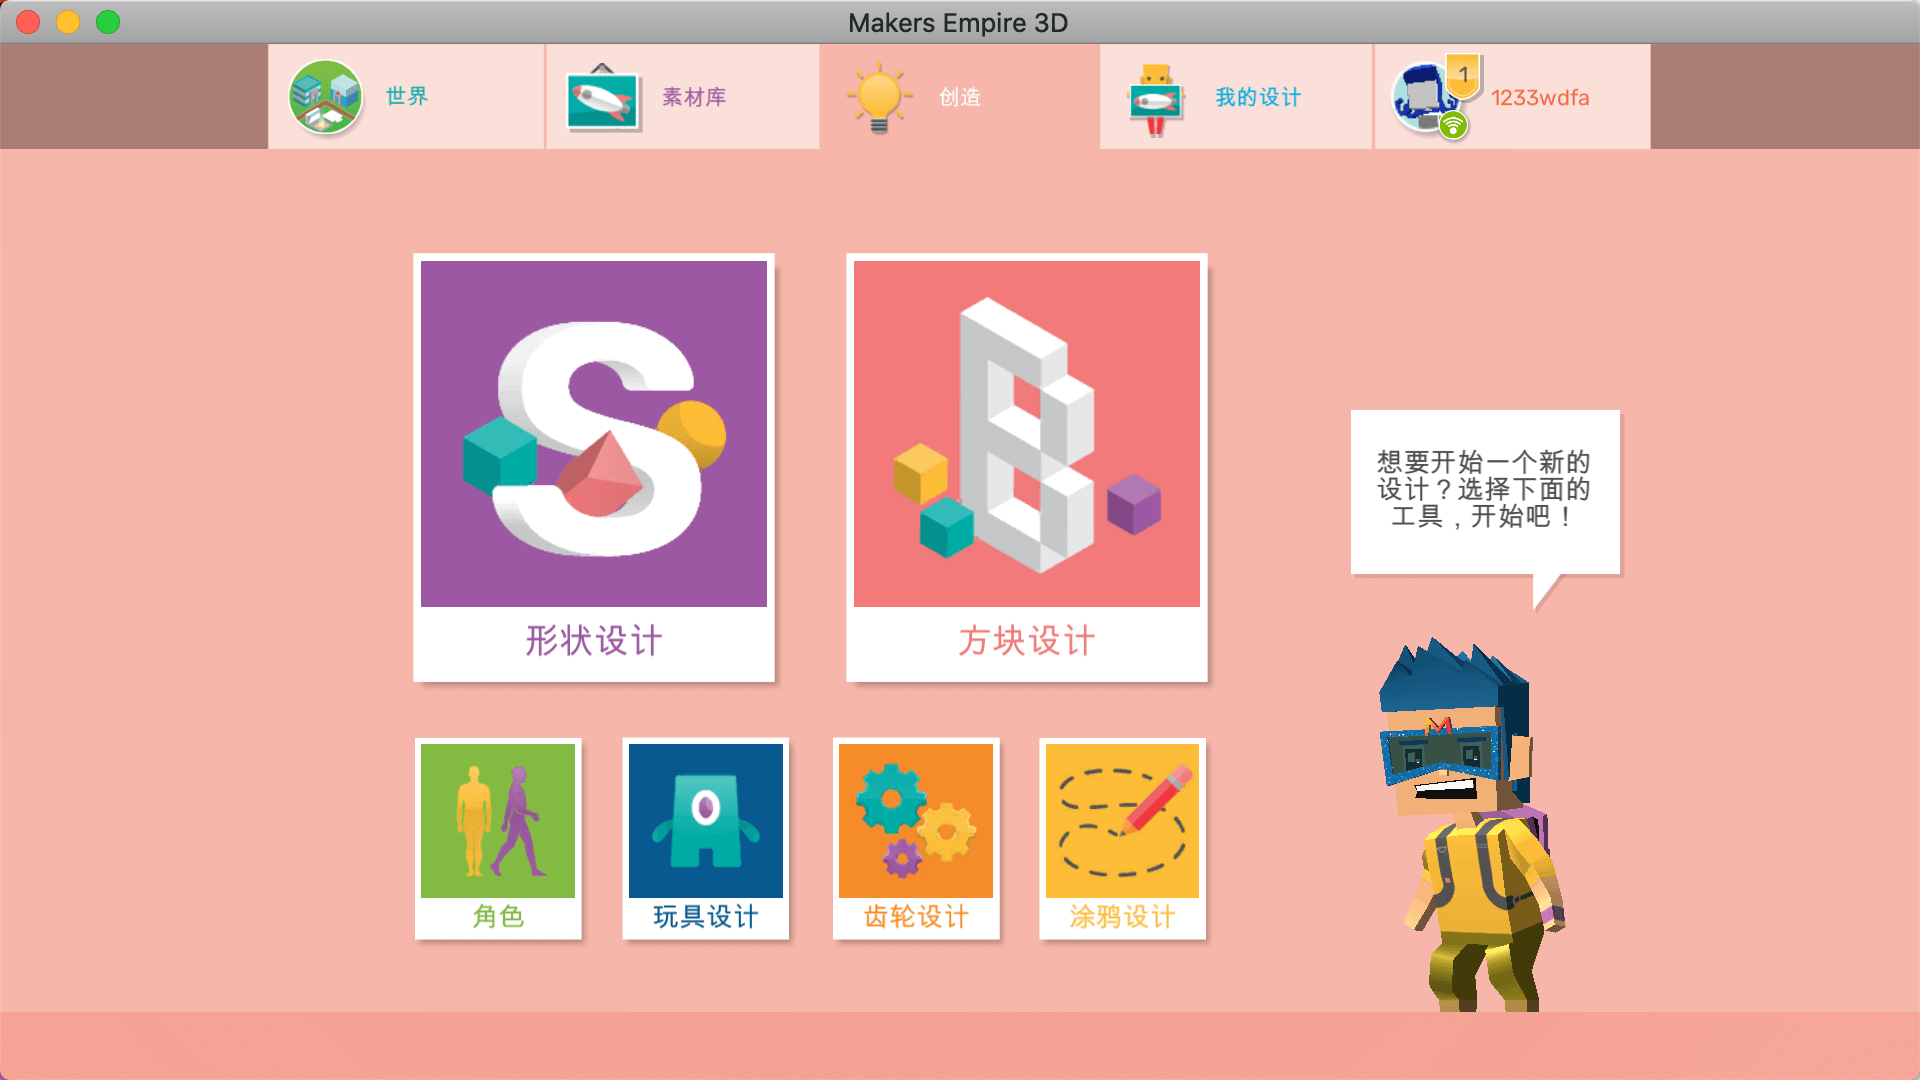 Makers Empire 3D
世界
素材库
创造
我的设计
1
1233wdfa
形状设计
方块设计
想要开始一个新的
设计？选择下面的
工具，开始吧！
M
角色
玩具设计
齿轮设计
涂鸦设计